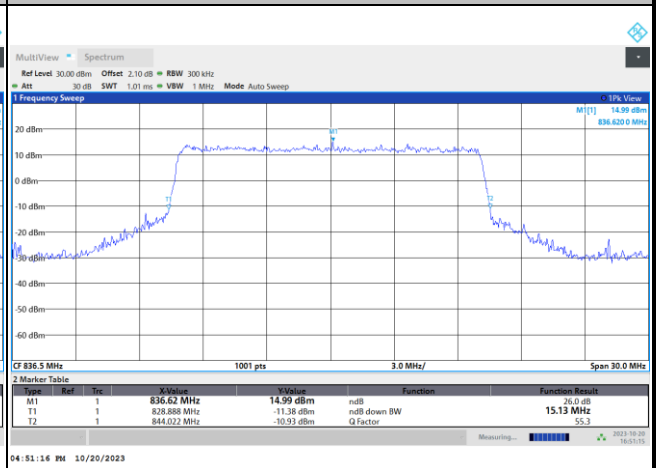 MultiView Spectrum
Ref Level 30.00 dBm Offset 2.10 dB RBW 300 kHz
Att 30 dB SWT 1.01 ms VBW 1 MHz Mode Auto Sweep
1 Frequency Sweep 1Pk View
M1[1] 14.99 dBm
836.620 0 MHz
M1
20 dBm
10 dBm
0 dBm
T1 T2
-10 dBm
-20 dBm
-30 dBm
-40 dBm
-50 dBm
-60 dBm
CF 836.5 MHz 1001 pts 3.0 MHz/ Span 30.0 MHz
2 Marker Table
Type Ref Trc X-Value Y-Value Function Function Result
M1 1 836.62 MHz 14.99 dBm ndB 26.0 dB
T1 1 828.888 MHz -11.38 dBm ndB down BW 15.13 MHz
T2 1 844.022 MHz -10.93 dBm Q Factor 55.3
Measuring... 2023-10-20
16:51:15
04:51:16 PM 10/20/2023